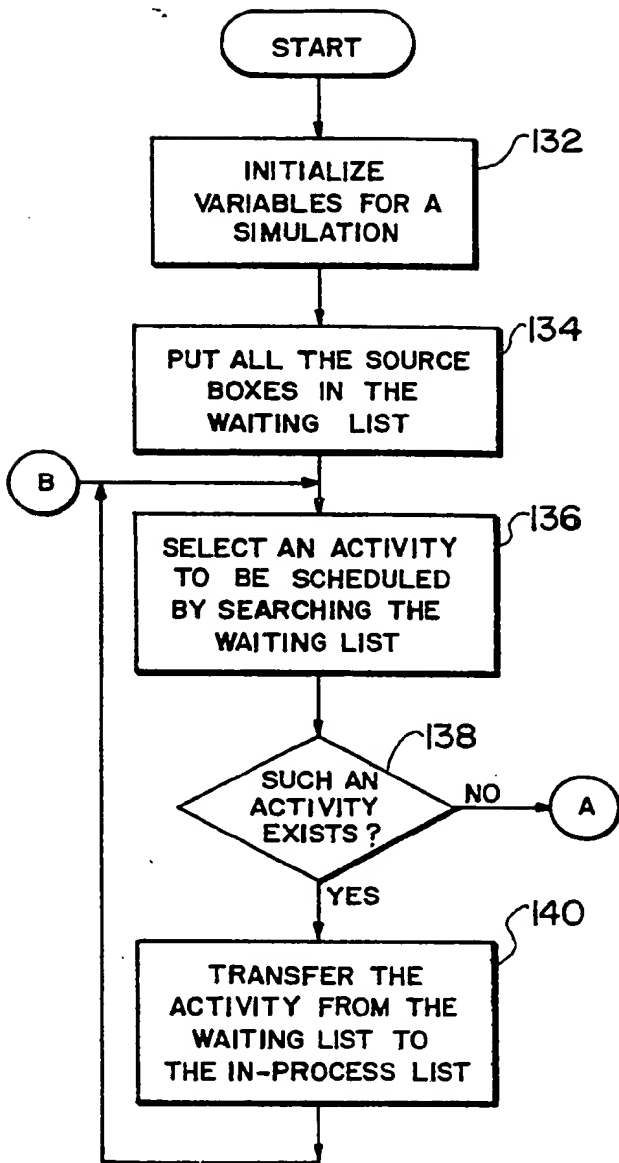 START
132
INITIALIZE
VARIABLES FOR A
SIMULATION
134
PUT ALL THE SOURCE
BOXES IN THE
WAITING LIST
B
136
SELECT AN ACTIVITY
TO BE SCHEDULED
BY SEARCHING THE
WAITING LIST
138
SUCH AN
ACTIVITY
EXISTS?
NO
A
YES
140
TRANSFER THE
ACTIVITY FROM THE
WAITING LIST TO
THE IN-PROCESS LIST